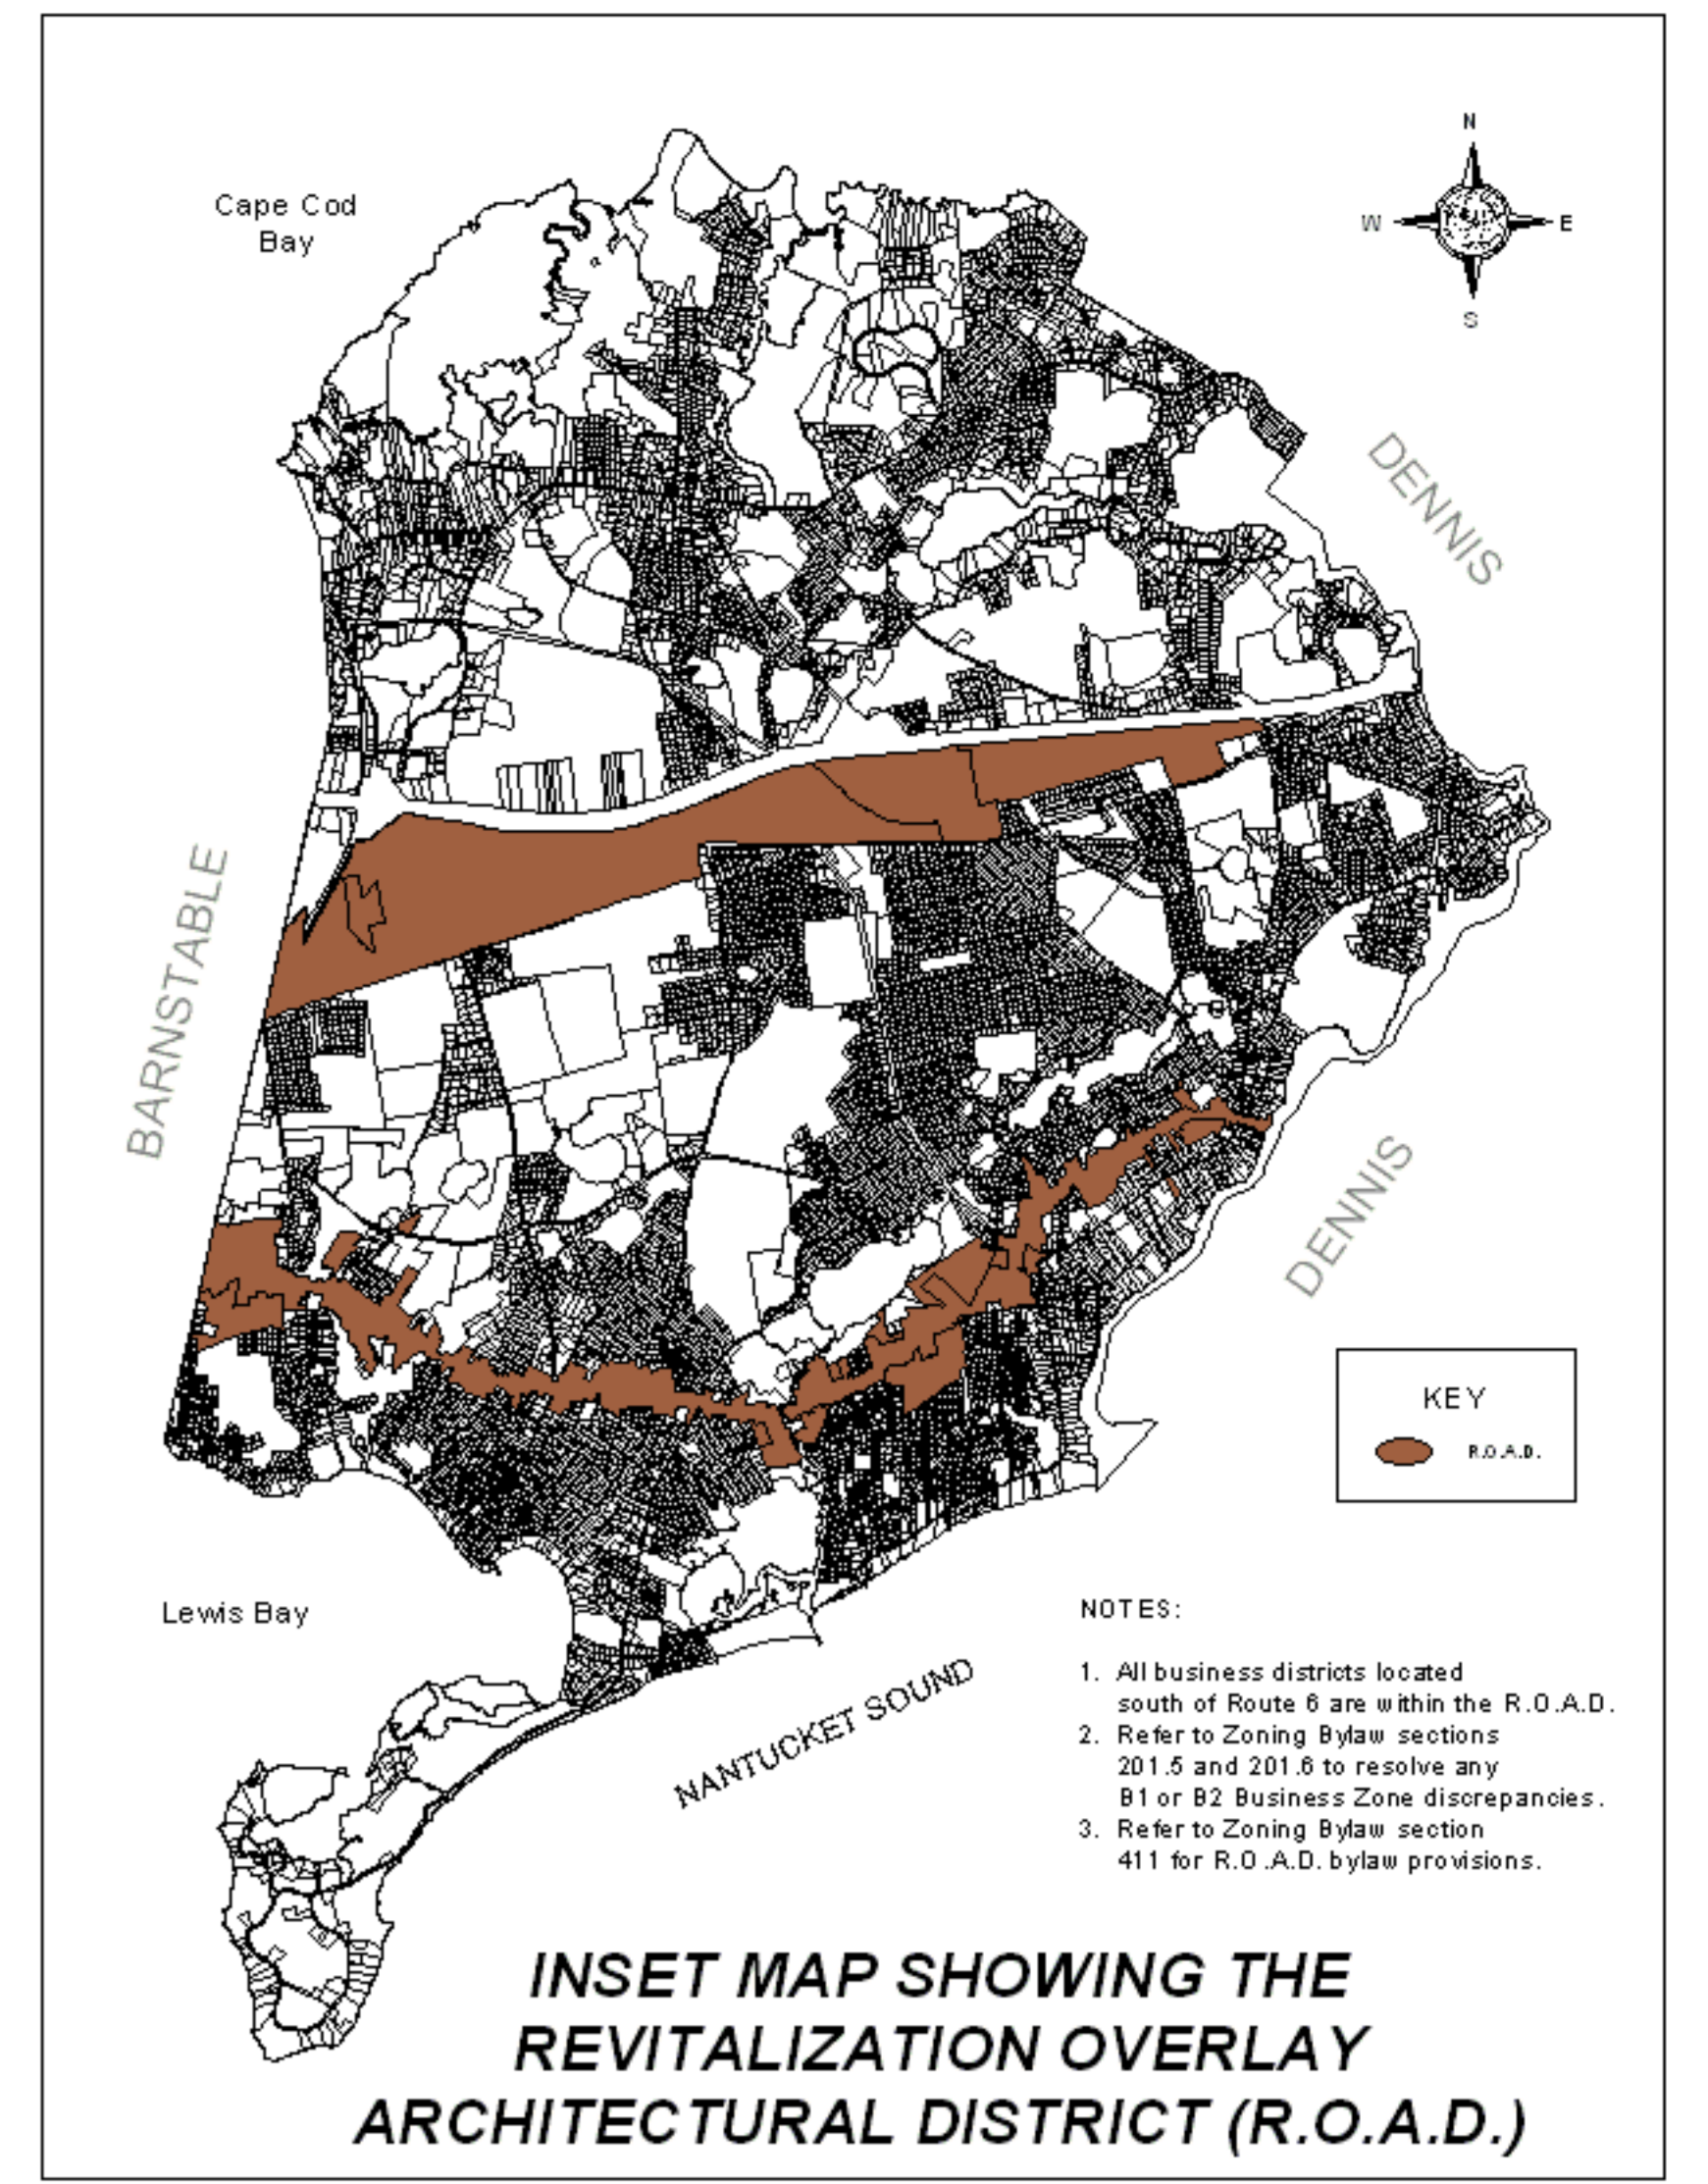 N
Cape Cod
Bay
W
E
S
DENNIS
BARNSTABLE
DENNIS
KEY
R.O.A.D.
Lewis Bay
NANTUCKET SOUND
NOTES:
1. All business districts located
south of Route 6 are within the R.O.A.D.
2. Refer to Zoning Bylaw sections
201.5 and 201.6 to resolve any
B1 or B2 Business Zone discrepancies.
3. Refer to Zoning Bylaw section
411 for R.O.A.D. bylaw provisions.
INSET MAP SHOWING THE
REVITALIZATION OVERLAY
ARCHITECTURAL DISTRICT (R.O.A.D.)